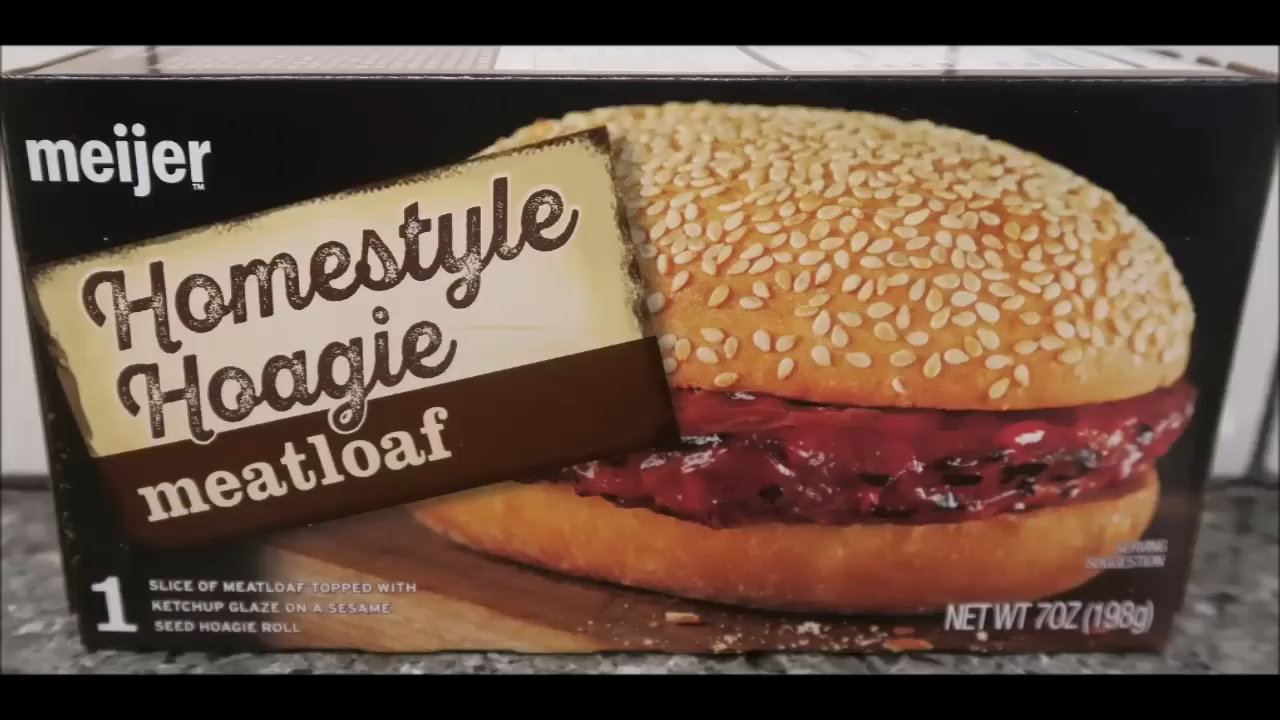 meijer™
Homestyle
Hoagie
meatloaf
1
SLICE OF MEATLOAF TOPPED WITH
KETCHUP GLAZE ON A SESAME
SEED HOAGIE ROLL
SERVING
SUGGESTION
NET WT 7OZ (198g)